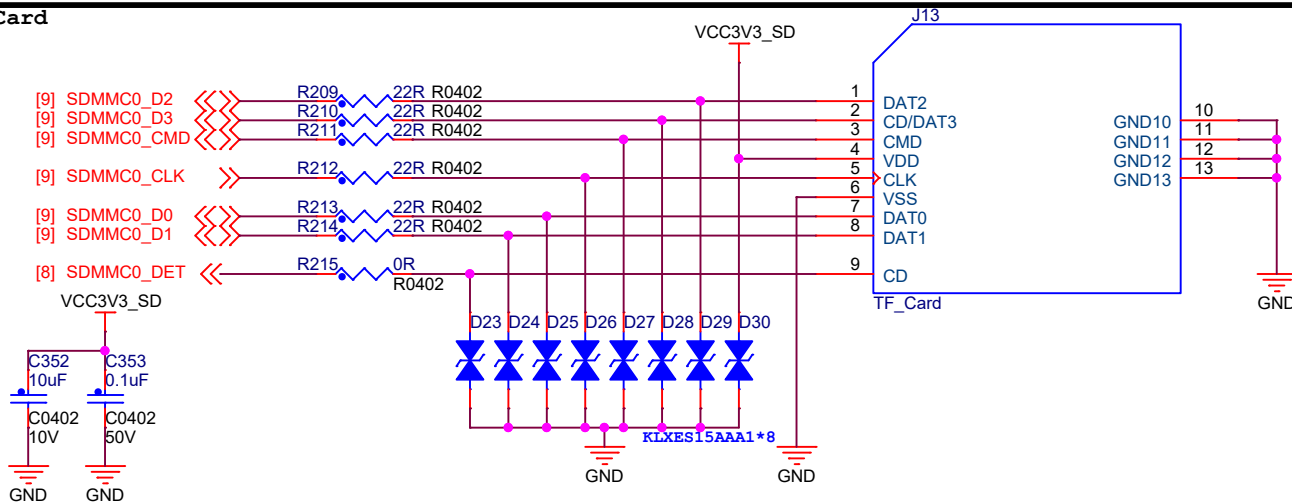 Card
J13
VCC3V3_SD
[9] SDMMC0_D2 R209 22R R0402 1 DAT2
[9] SDMMC0_D3 R210 22R R0402 2 CD/DAT3 GND10 10
[9] SDMMC0_CMD R211 22R R0402 3 CMD GND11 11
4 VDD GND12 12
[9] SDMMC0_CLK R212 22R R0402 5 CLK GND13 13
6 VSS
[9] SDMMC0_D0 R213 22R R0402 7 DAT0
[9] SDMMC0_D1 R214 22R R0402 8 DAT1
[8] SDMMC0_DET R215 0R 9 CD
R0402
VCC3V3_SD TF_Card GND
D23 D24 D25 D26 D27 D28 D29 D30
C352 C353
10uF 0.1uF
C0402 C0402
10V 50V
KLXES15AAA1*8
GND GND
GND GND